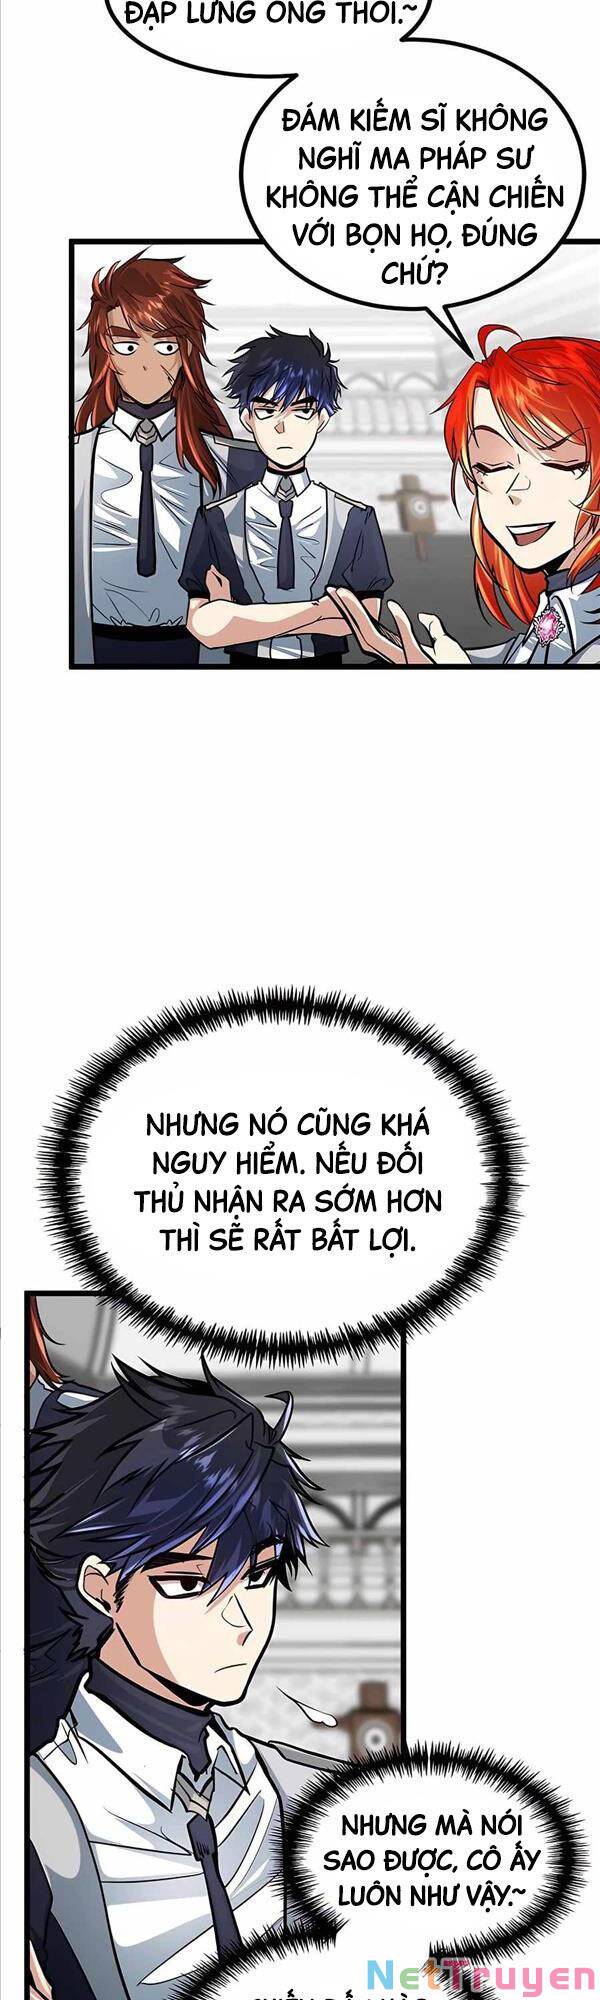 ĐẠP LƯNG ÔNG THÔI.~
ĐÁM KIẾM SĨ KHÔNG
NGHĨ MA PHÁP SƯ
KHÔNG THỂ CẬN CHIẾN
VỚI BỌN HỌ, ĐÚNG
CHỨ?
NHƯNG NÓ CŨNG KHÁ
NGUY HIỂM. NẾU ĐỐI
THỦ NHẬN RA SỚM HƠN
THÌ SẼ RẤT BẤT LỢI.
NHƯNG MÀ NÓI
SAO ĐƯỢC, CÔ ẤY
LUÔN NHƯ VẬY.~
NetTruyen